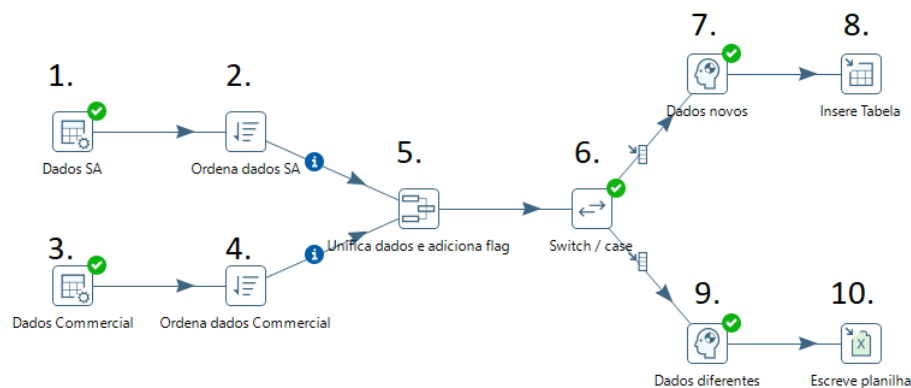 1.
Dados SA
2.
Ordena dados SA
3.
Dados Commercial
4.
Ordena dados Commercial
5.
Unifica dados e adiciona flag
6.
Switch / case
7.
Dados novos
8.
Insere Tabela
9.
Dados diferentes
10.
Escreve planilha